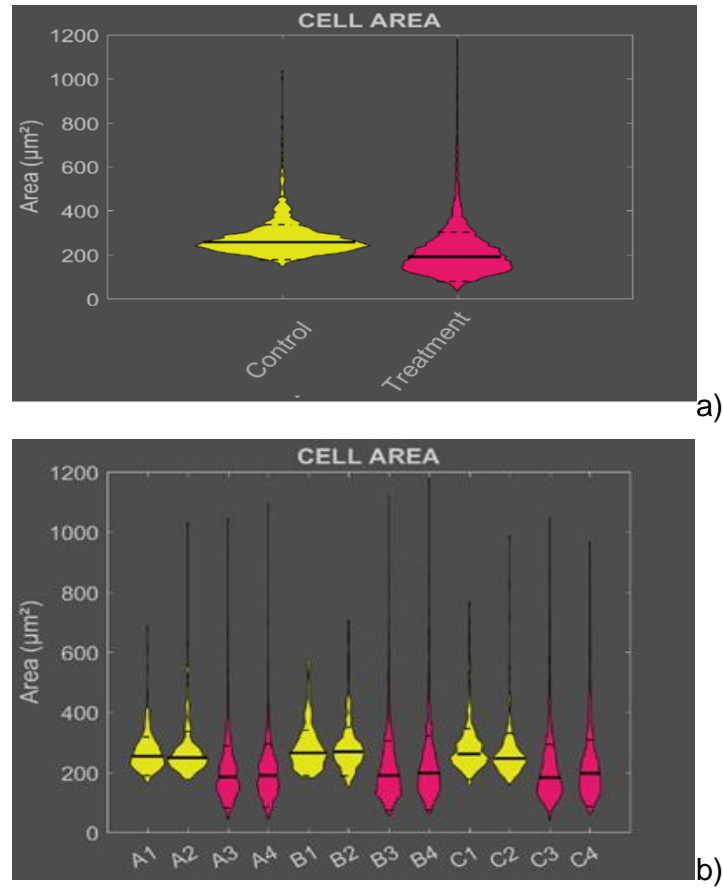 CELL AREA
1200
1000
800
600
400
200
0
Area (µm²)
Control
Treatment
a)
CELL AREA
1200
1000
800
600
400
200
0
Area (µm²)
A1 A2 A3 A4 B1 B2 B3 B4 C1 C2 C3 C4
b)